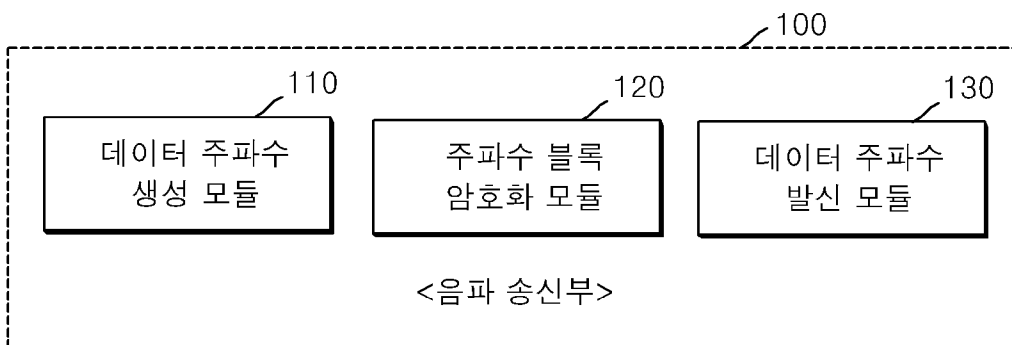 100
110
데이터 주파수
생성 모듈
120
주파수 블록
암호화 모듈
130
데이터 주파수
발신 모듈
<음파 송신부>